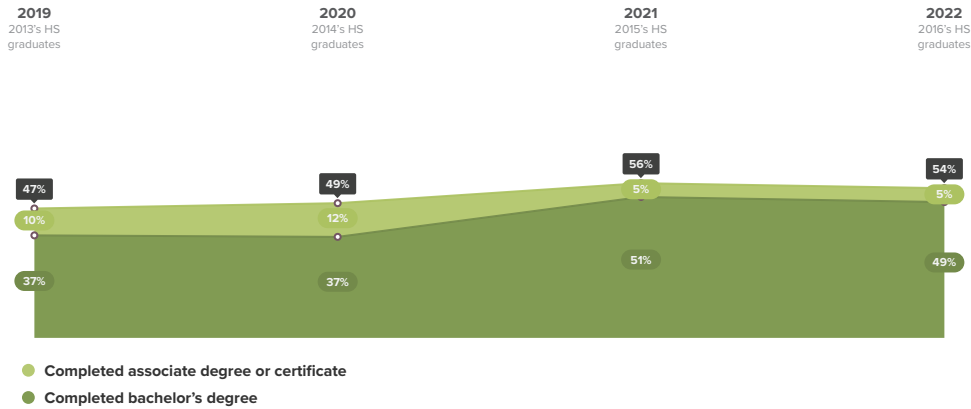 2019 2020 2021 2022
2013's HS 2014's HS 2015's HS 2016's HS
graduates graduates graduates graduates
47% 49% 56% 54%
10% 12% 5% 5%
37% 37% 51% 49%
Completed associate degree or certificate
Completed bachelor's degree